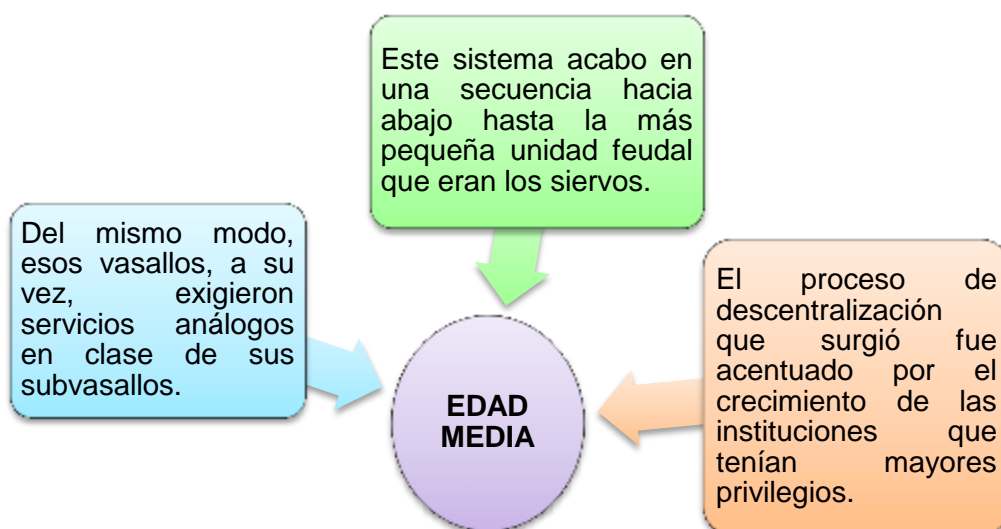 Este sistema acabo en
una secuencia hacia
abajo hasta la más
pequeña unidad feudal
que eran los siervos.
Del mismo modo,
esos vasallos, a su
vez, exigieron
servicios análogos
en clase de sus
subvasallos.
El proceso de
descentralización
que surgió fue
acentuado por el
crecimiento de las
instituciones que
tenían mayores
privilegios.
EDAD
MEDIA